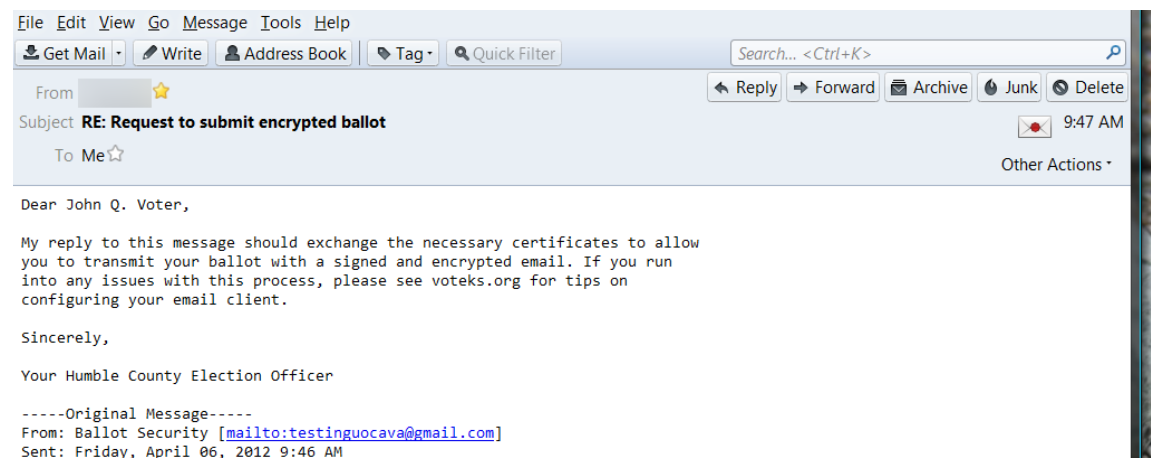 File Edit View Go Message Tools Help
Get Mail Write Address Book Tag Quick Filter Search... <Ctrl+K>
From Reply Forward Archive Junk Delete
Subject RE: Request to submit encrypted ballot 9:47 AM
To Me
Other Actions
Dear John Q. Voter,
My reply to this message should exchange the necessary certificates to allow
you to transmit your ballot with a signed and encrypted email. If you run
into any issues with this process, please see voteks.org for tips on
configuring your email client.
Sincerely,
Your Humble County Election Officer
-----Original Message-----
From: Ballot Security [mailto:testinguocava@gmail.com]
Sent: Friday, April 06, 2012 9:46 AM